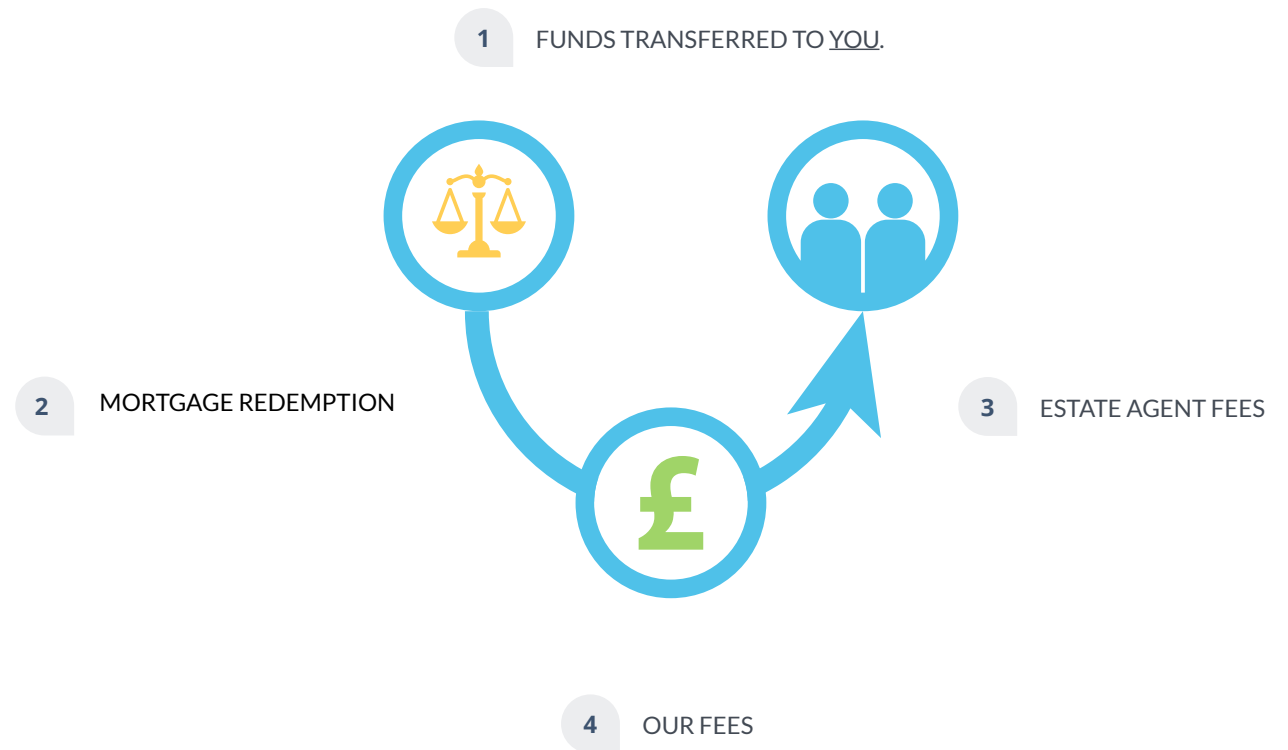 1 FUNDS TRANSFERRED TO YOU.
2 MORTGAGE REDEMPTION
3 ESTATE AGENT FEES
£
4 OUR FEES